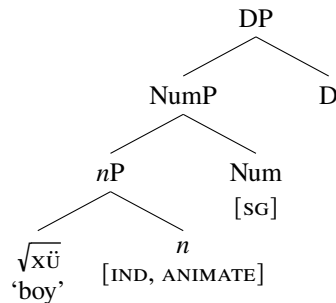 DP
NumP D
nP Num
[SG]
√XÜ n
‘boy’ [IND, ANIMATE]